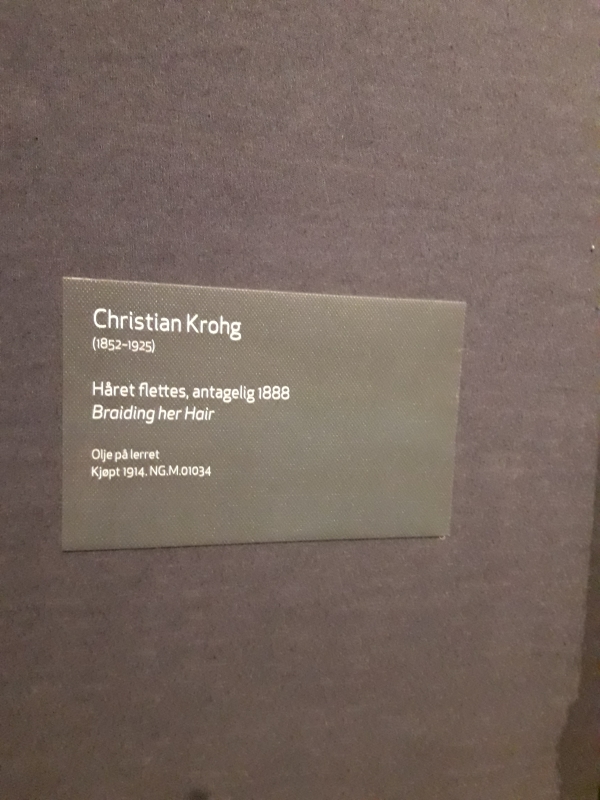 Christian Krohg
(1852–1925)
Håret flettes, antagelig 1888
Braiding her Hair
Olje på lerret
Kjøpt 1914. NG.M.01034